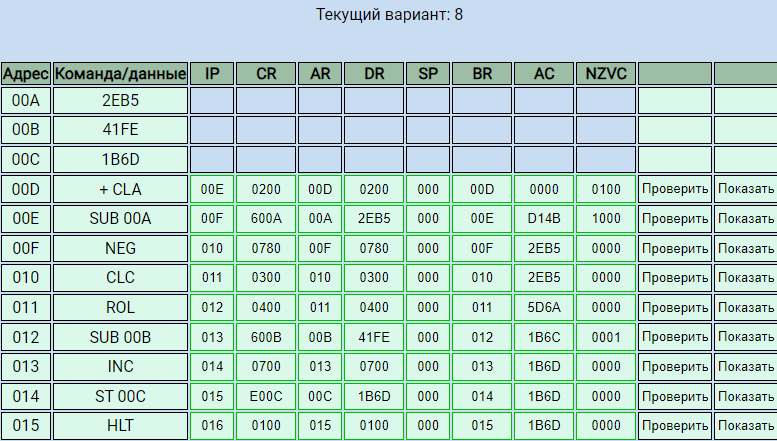 Текущий вариант: 8
Адрес Команда/данные IP CR AR DR SP BR AC NZVC
00A 2EB5
00B 41FE
00C 1B6D
00D + CLA 00E 0200 00D 0200 000 00D 0000 0100 Проверить Показать
00E SUB 00A 00F 600A 00A 2EB5 000 00E D14B 1000 Проверить Показать
00F NEG 010 0780 00F 0780 000 00F 2EB5 0000 Проверить Показать
010 CLC 011 0300 010 0300 000 010 2EB5 0000 Проверить Показать
011 ROL 012 0400 011 0400 000 011 5D6A 0000 Проверить Показать
012 SUB 00B 013 600B 00B 41FE 000 012 1B6C 0001 Проверить Показать
013 INC 014 0700 013 0700 000 013 1B6D 0000 Проверить Показать
014 ST 00C 015 E00C 00C 1B6D 000 014 1B6D 0000 Проверить Показать
015 HLT 016 0100 015 0100 000 015 1B6D 0000 Проверить Показать